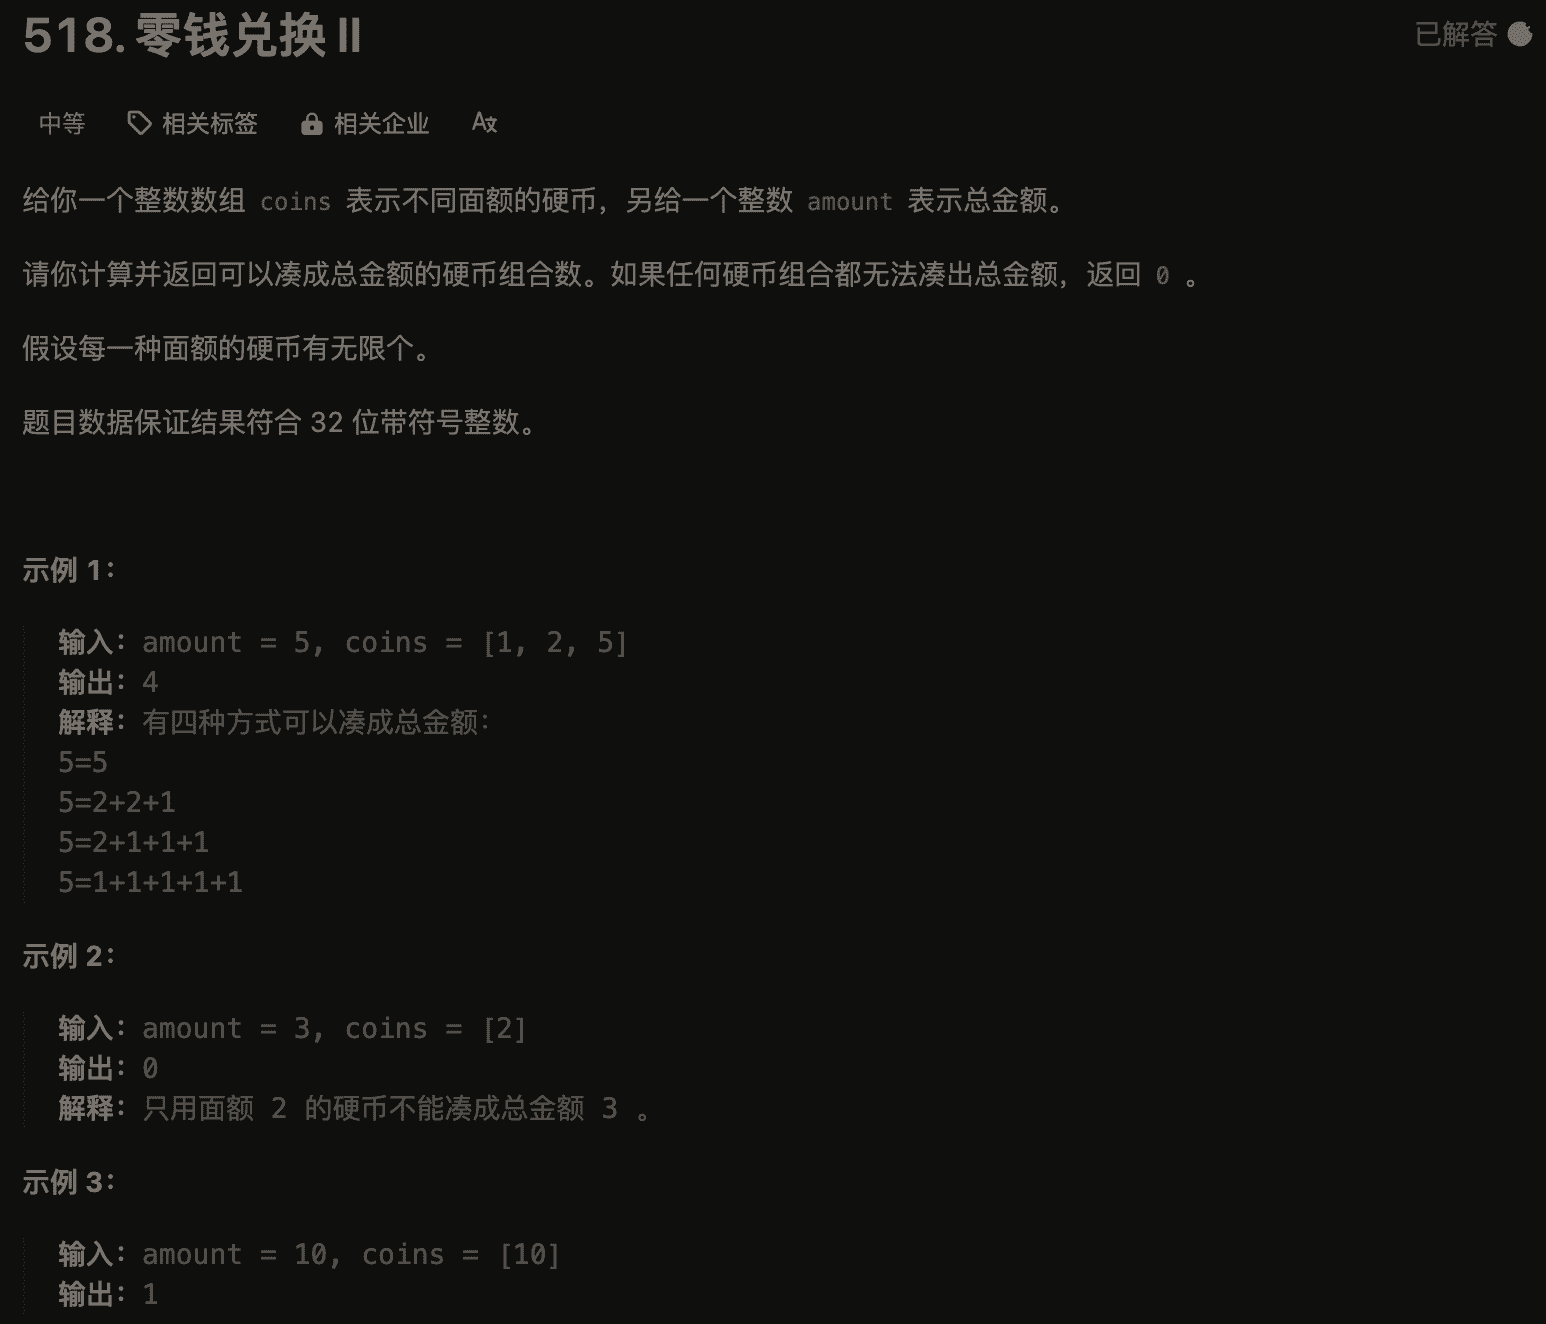 518. 零钱兑换 II
已解答
中等 相关标签 相关企业
给你一个整数数组 coins 表示不同面额的硬币，另给一个整数 amount 表示总金额。
请你计算并返回可以凑成总金额的硬币组合数。如果任何硬币组合都无法凑出总金额，返回 0 。
假设每一种面额的硬币有无限个。
题目数据保证结果符合 32 位带符号整数。
示例 1：
输入：amount = 5, coins = [1, 2, 5]
输出：4
解释：有四种方式可以凑成总金额：
5=5
5=2+2+1
5=2+1+1+1
5=1+1+1+1+1
示例 2：
输入：amount = 3, coins = [2]
输出：0
解释：只用面额 2 的硬币不能凑成总金额 3 。
示例 3：
输入：amount = 10, coins = [10]
输出：1